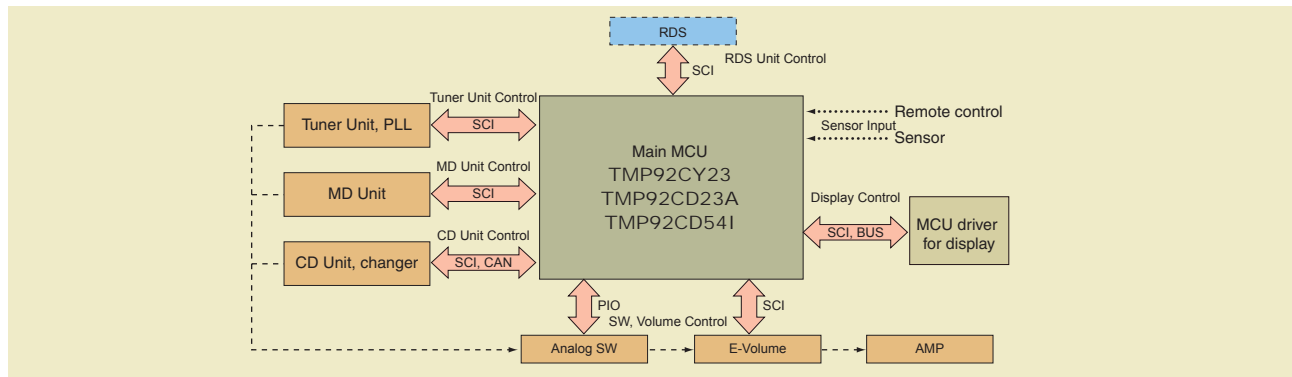 RDS
RDS Unit Control
SCI
Tuner Unit Control
Tuner Unit, PLL
SCI
Remote control
Sensor Input
Sensor
MD Unit Control
MD Unit
SCI
Main MCU
TMP92CY23
TMP92CD23A
TMP92CD54I
Display Control
SCI, BUS
MCU driver
for display
CD Unit Control
CD Unit, changer
SCI, CAN
PIO
SCI
SW, Volume Control
Analog SW
E-Volume
AMP